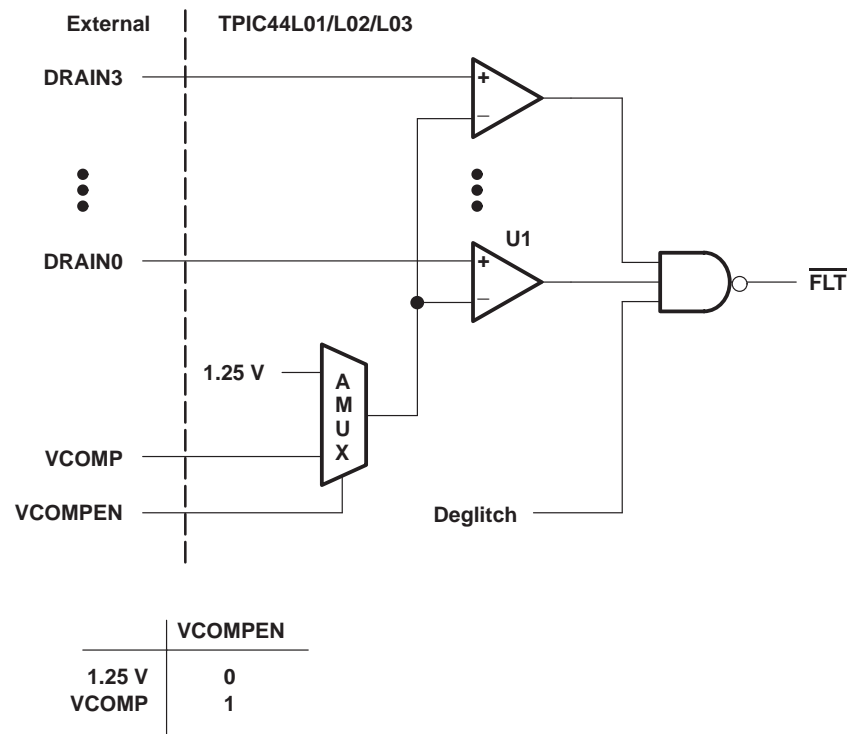 External TPIC44L01/L02/L03
DRAIN3
+
–
U1
DRAIN0
+
–
FLT
1.25 V
A
M
U
X
VCOMP
VCOMPEN
Deglitch
VCOMPEN
1.25 V 0
VCOMP 1